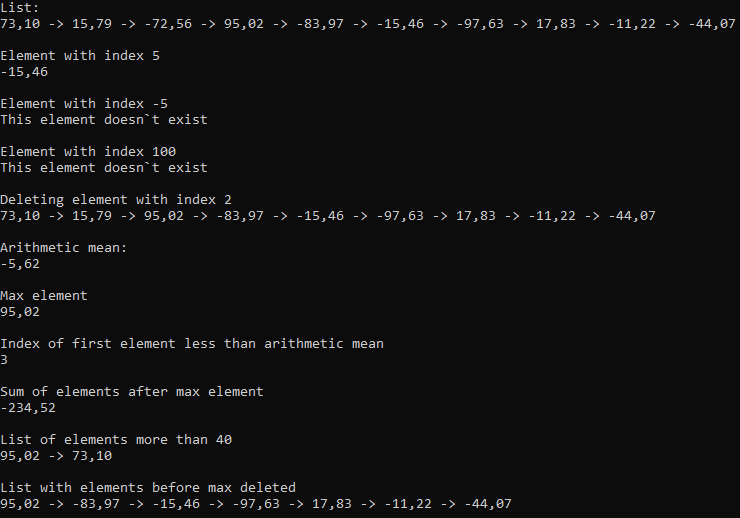 List:
73,10 -> 15,79 -> -72,56 -> 95,02 -> -83,97 -> -15,46 -> -97,63 -> 17,83 -> -11,22 -> -44,07
Element with index 5
-15,46
Element with index -5
This element doesn`t exist
Element with index 100
This element doesn`t exist
Deleting element with index 2
73,10 -> 15,79 -> 95,02 -> -83,97 -> -15,46 -> -97,63 -> 17,83 -> -11,22 -> -44,07
Arithmetic mean:
-5,62
Max element
95,02
Index of first element less than arithmetic mean
3
Sum of elements after max element
-234,52
List of elements more than 40
95,02 -> 73,10
List with elements before max deleted
95,02 -> -83,97 -> -15,46 -> -97,63 -> 17,83 -> -11,22 -> -44,07